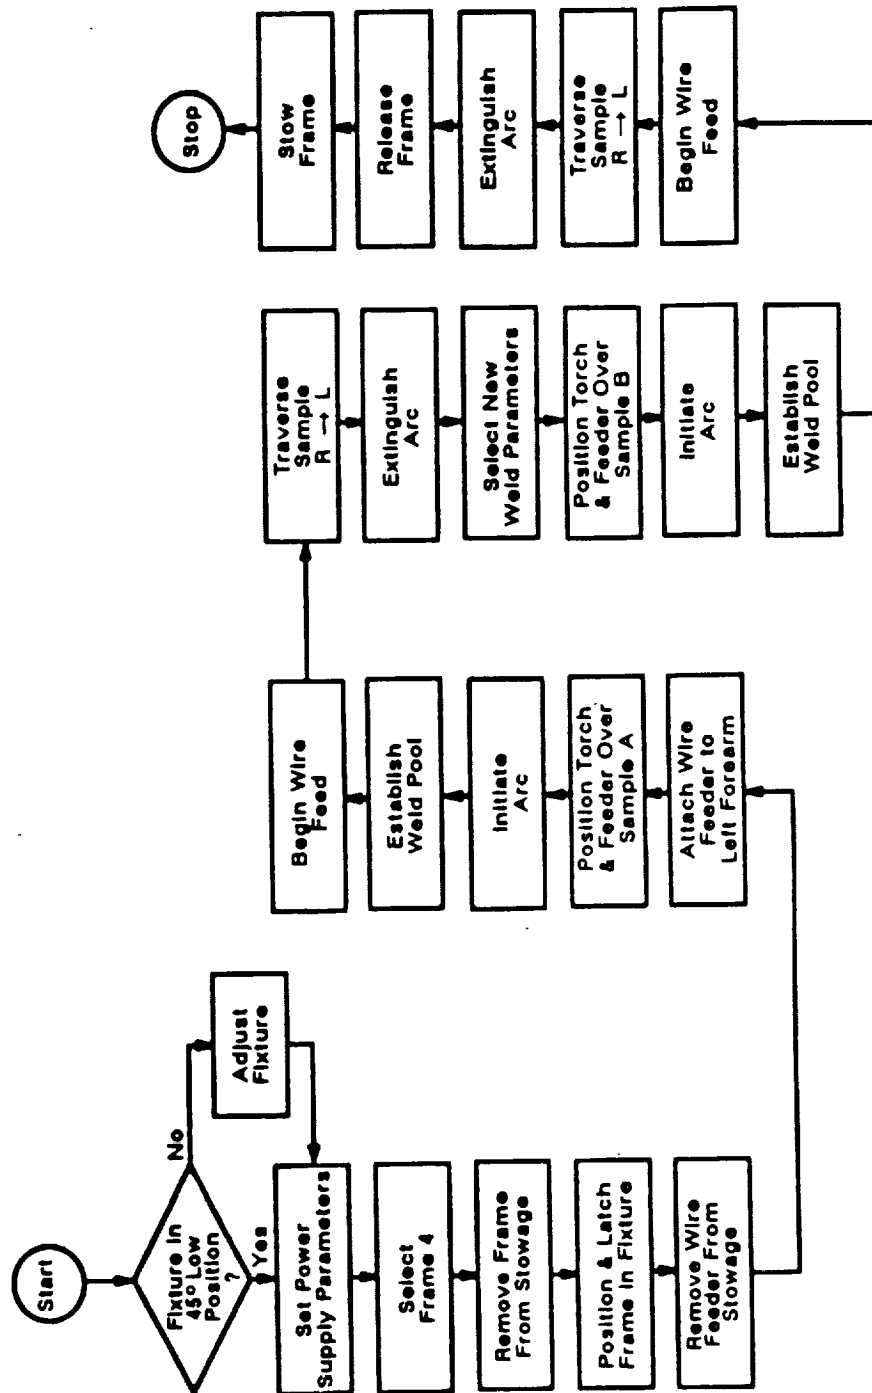 Start
Fixture In
45° Low
Position
?
No
Yes
Adjust
Fixture
Set Power
Supply Parameters
Select
Frame 4
Remove Frame
From Stowage
Position & Latch
Frame In Fixture
Remove Wire
Feeder From
Stowage
Attach Wire
Feeder to
Left Forearm
Position Torch
& Feeder Over
Sample A
Initiate
Arc
Establish
Weld Pool
Begin Wire
Feed
Traverse
Sample
R → L
Extinguish
Arc
Select New
Weld Parameters
Position Torch
& Feeder Over
Sample B
Initiate
Arc
Establish
Weld Pool
Begin Wire
Feed
Traverse
Sample
R → L
Extinguish
Arc
Release
Frame
Stow
Frame
Stop